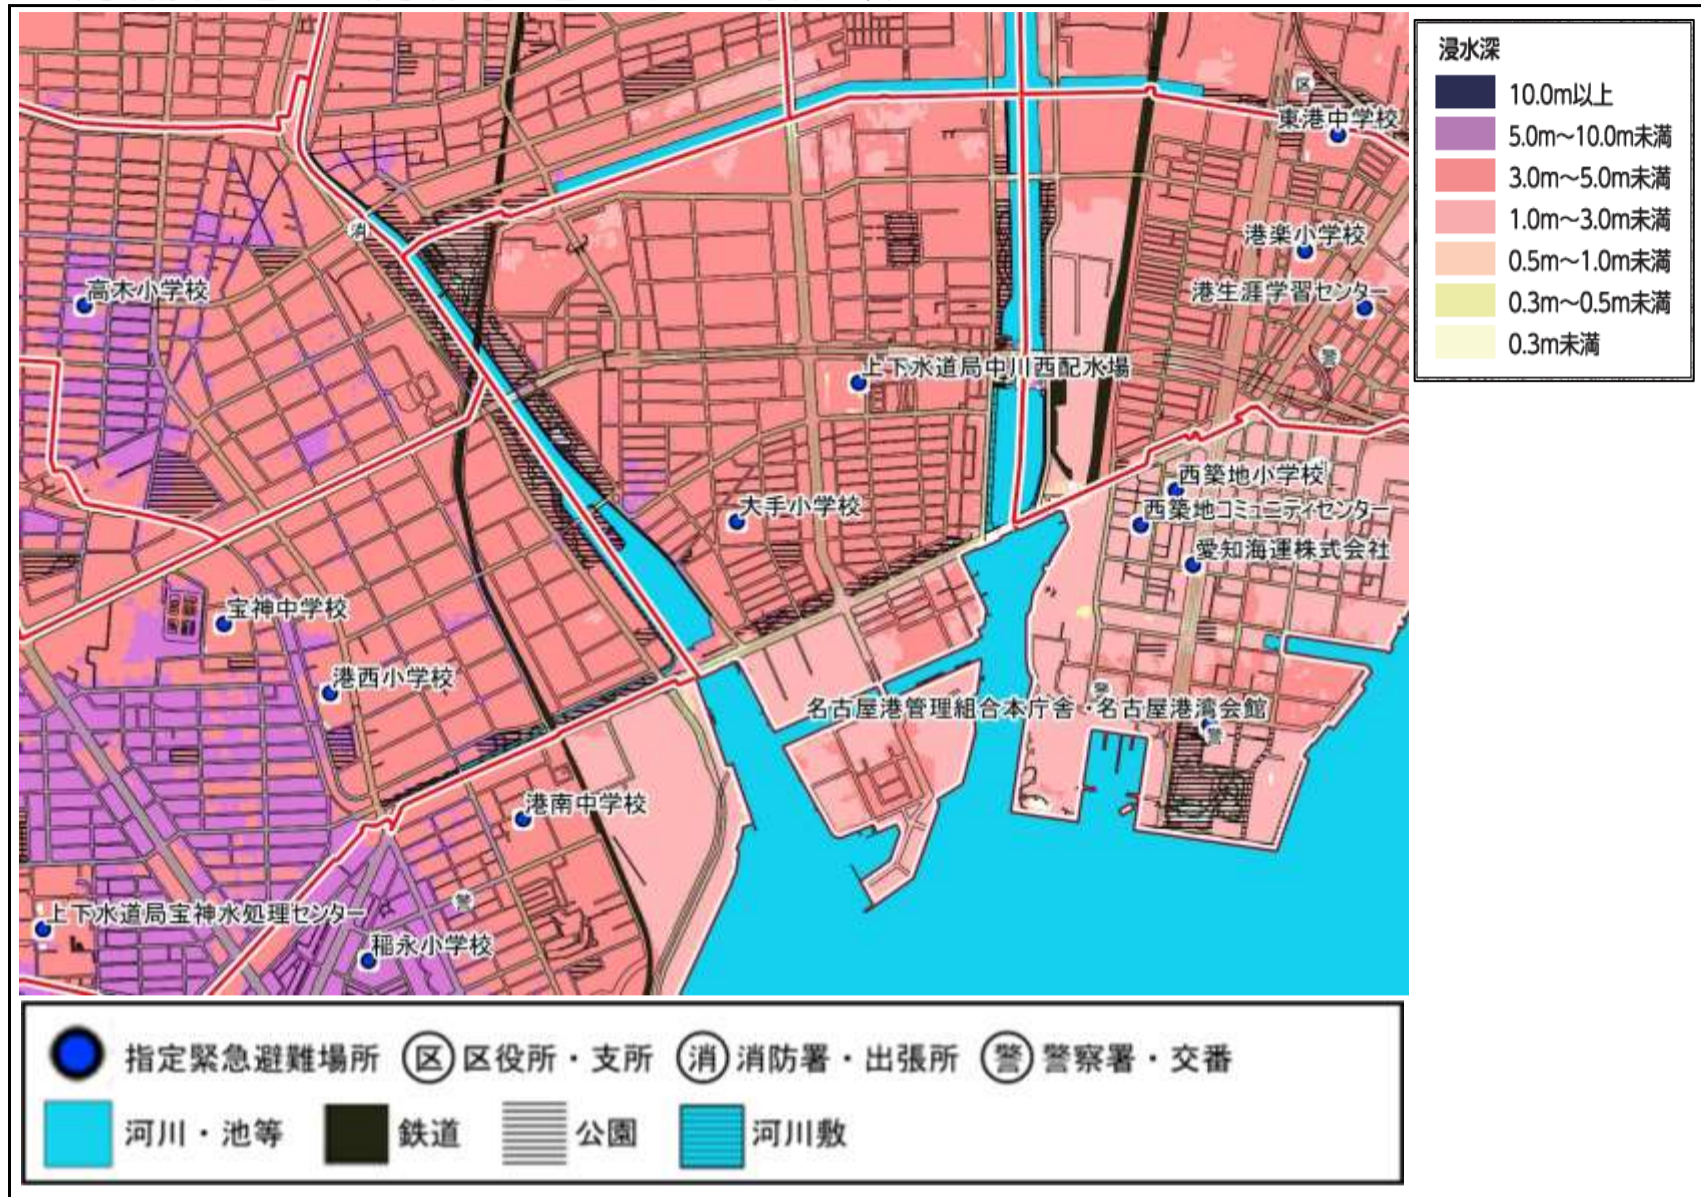 浸水深
10.0m以上
5.0m～10.0m未満
3.0m～5.0m未満
1.0m～3.0m未満
0.5m～1.0m未満
0.3m～0.5m未満
0.3m未満
区
東港中学校
消
港楽小学校
高木小学校
港生涯学習センター
警
上下水道局中川西配水場
西築地小学校
大手小学校
西築地コミュニティセンター
愛知海運株式会社
宝神中学校
港西小学校
警
名古屋港管理組合本庁舎・名古屋港湾会館
警
港南中学校
警
上下水道局宝神水処理センター
稲永小学校
指定緊急避難場所 区 区役所・支所 消 消防署・出張所 警 警察署・交番
河川・池等 鉄道 公園 河川敷